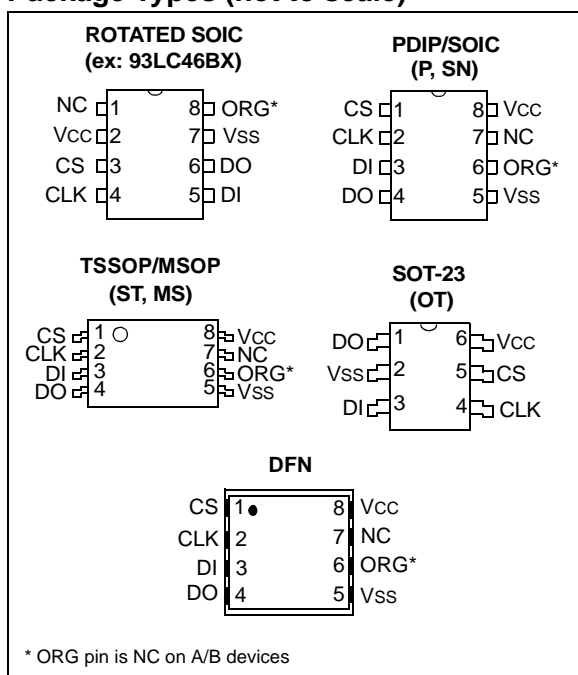 Package Types (not to scale)
ROTATED SOIC
(ex: 93LC46BX)
NC 1 8 ORG*
VCC 2 7 VSS
CS 3 6 DO
CLK 4 5 DI
PDIP/SOIC
(P, SN)
CS 1 8 VCC
CLK 2 7 NC
DI 3 6 ORG*
DO 4 5 VSS
TSSOP/MSOP
(ST, MS)
CS 1 8 VCC
CLK 2 7 NC
DI 3 6 ORG*
DO 4 5 VSS
SOT-23
(OT)
DO 1 6 VCC
VSS 2 5 CS
DI 3 4 CLK
DFN
CS 1 8 VCC
CLK 2 7 NC
DI 3 6 ORG*
DO 4 5 VSS
* ORG pin is NC on A/B devices